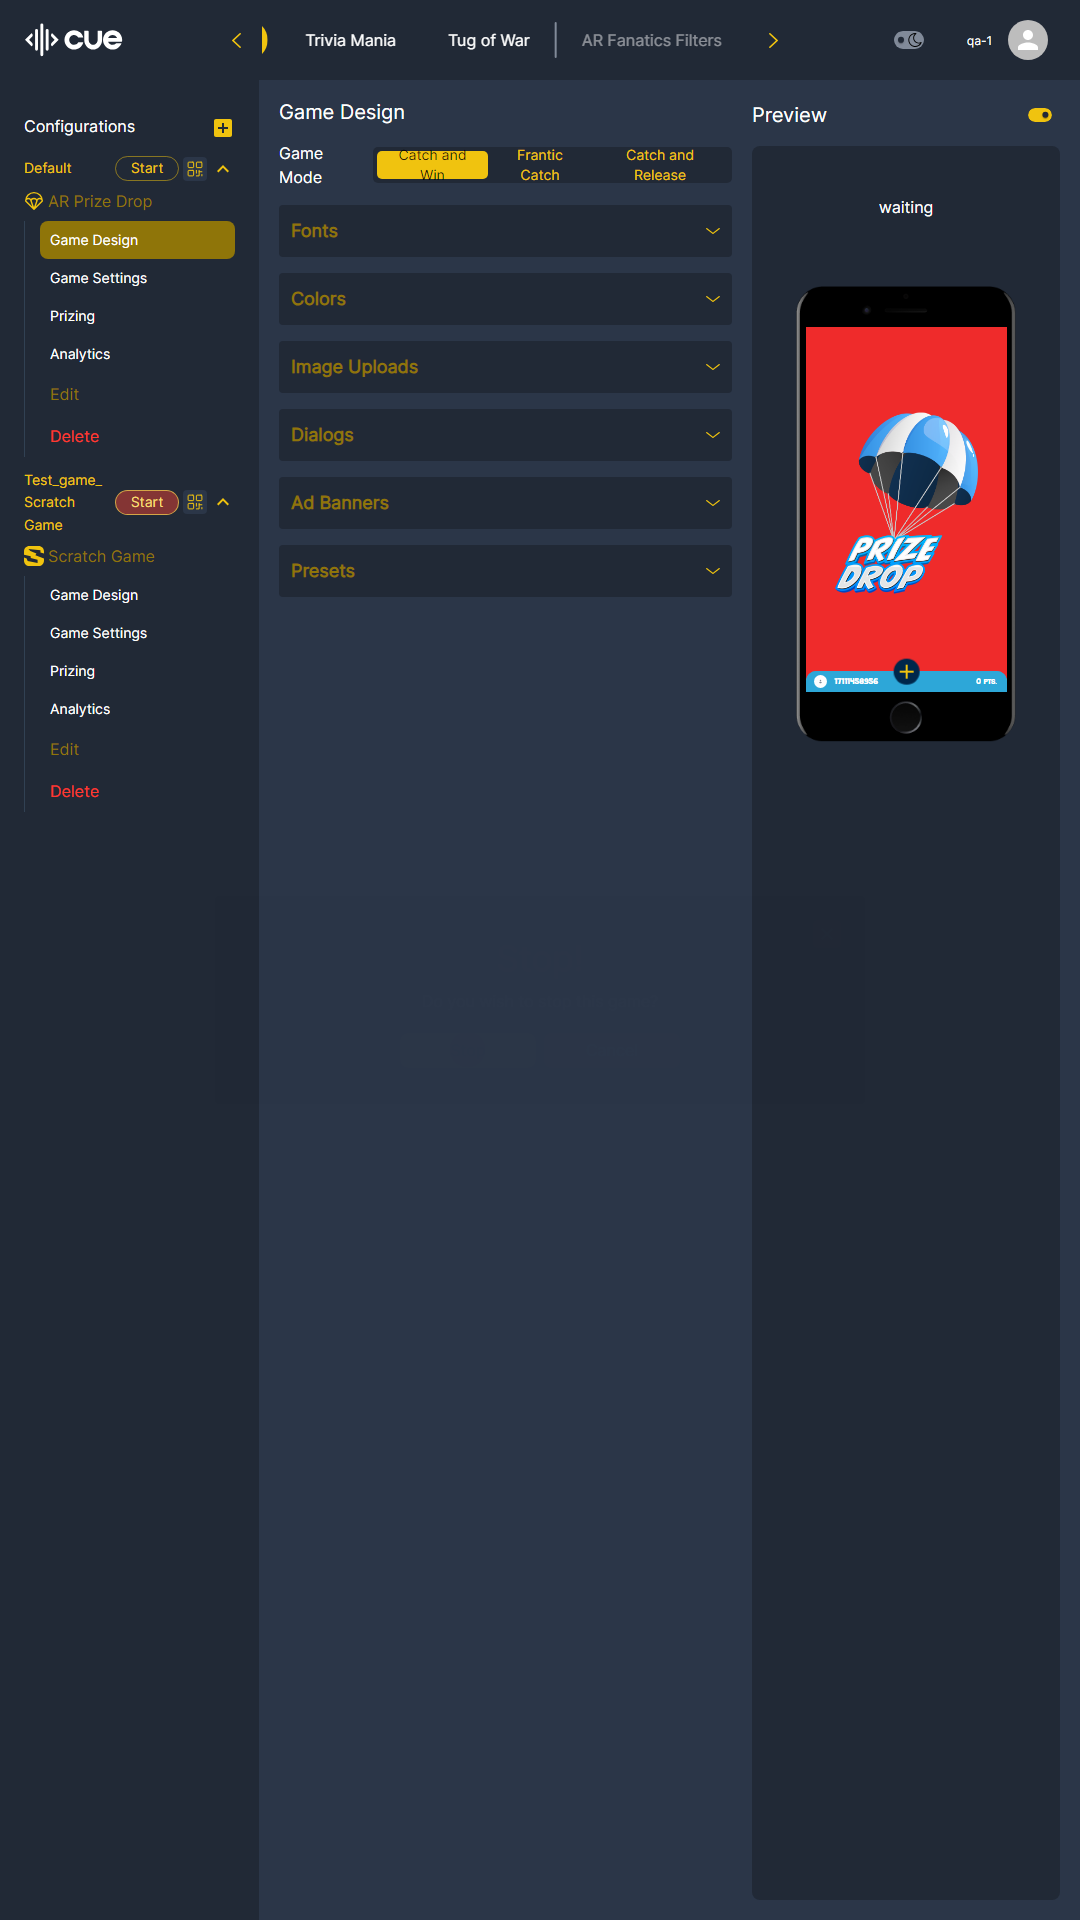 cue
Trivia Mania
Tug of War
AR Fanatics Filters
qa-1
Configurations
Default
Start
AR Prize Drop
Game Design
Game Settings
Prizing
Analytics
Edit
Delete
Test_game_
Scratch
Game
Start
Scratch Game
Game Design
Game Settings
Prizing
Analytics
Edit
Delete
Game Design
Game
Mode
Catch and
Win
Frantic
Catch
Catch and
Release
Fonts
Colors
Image Uploads
Dialogs
Ad Banners
Presets
Preview
waiting
PRIZE
DROP
17111458956
0 PTS.